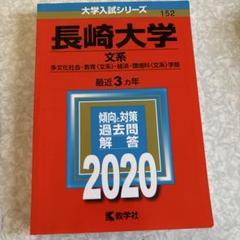 大学入試シリーズ
152
長崎大学
文系
多文化社会・教育〈文系〉・経済・環境科〈文系〉学部
最近3カ年
傾向と対策
過去問
解答
2020
教学社